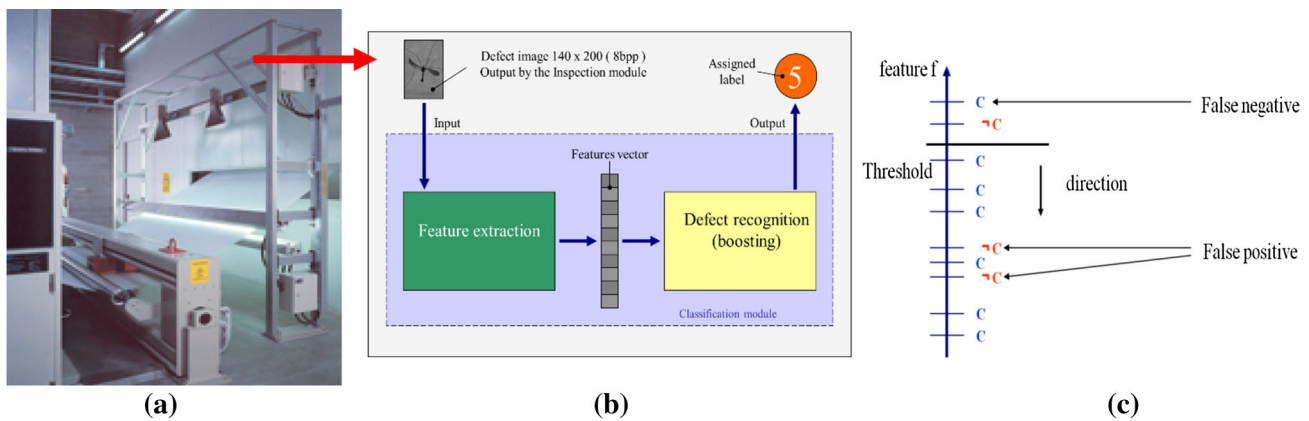 Defect image 140 x 200 ( 8bpp )
Output by the Inspection module
Assigned
label
5
Input
Output
Features vector
Feature extraction
Defect recognition
(boosting)
Classification module
feature f
C
False negative
¬C
Threshold
C
C
direction
C
¬C
False positive
C
¬C
C
C
(a)
(b)
(c)